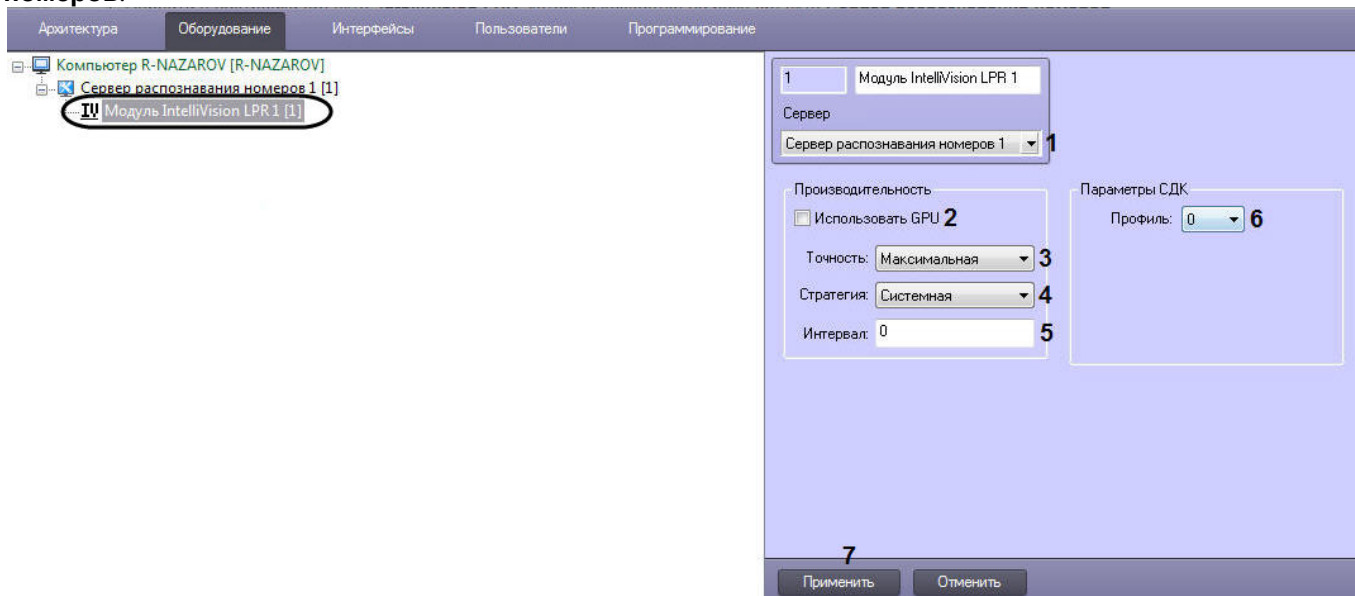 номеров.
Архитектура Оборудование Интерфейсы Пользователи Программирование
Компьютер R-NAZAROV [R-NAZAROV]
Сервер распознавания номеров 1 [1]
Модуль IntelliVision LPR 1 [1]
1 Модуль IntelliVision LPR 1
Сервер
Сервер распознавания номеров 1 1
Производительность
Использовать GPU 2
Точность: Максимальная 3
Стратегия: Системная 4
Интервал: 0 5
Параметры СДК
Профиль: 0 6
7
Применить Отменить